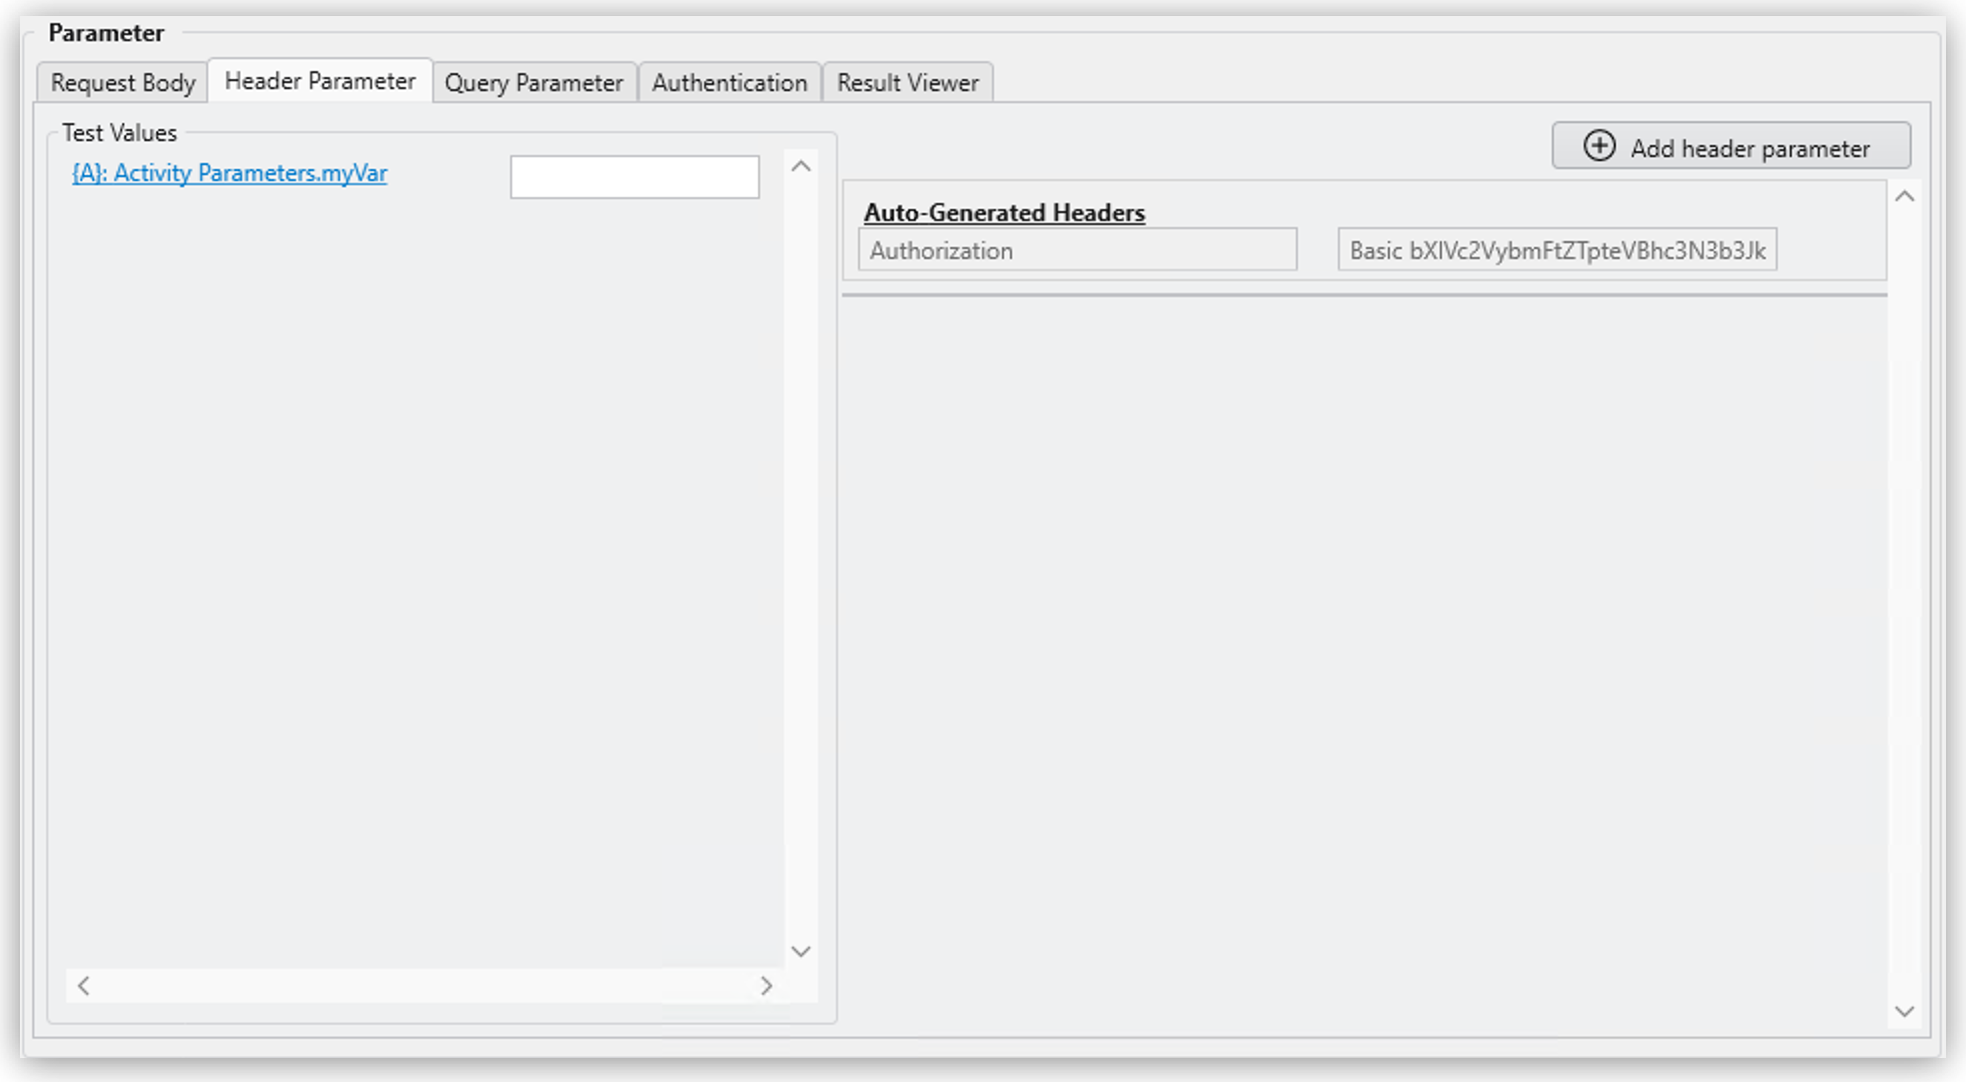 Parameter
Request Body
Header Parameter
Query Parameter
Authentication
Result Viewer
Test Values
{A}: Activity Parameters.myVar
Add header parameter
Auto-Generated Headers
Authorization
Basic bXlVc2VybmFtZTpteVBhc3N3b3Jk